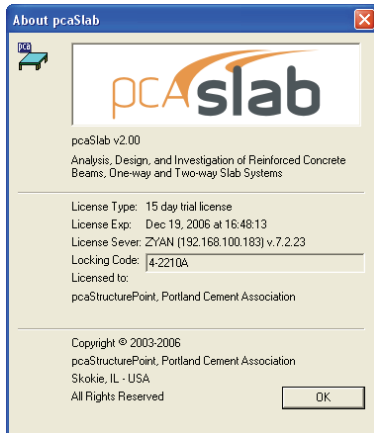 About pcaSlab
pca
pcaslab
pcaSlab v2.00
Analysis, Design, and Investigation of Reinforced Concrete
Beams, One-way and Two-way Slab Systems
License Type: 15 day trial license
License Exp: Dec 19, 2006 at 16:48:13
License Sever: ZYAN (192.168.100.183) v.7.2.23
Locking Code: 4-2210A
Licensed to:
pcaStructurePoint, Portland Cement Association
Copyright © 2003-2006
pcaStructurePoint, Portland Cement Association
Skokie, IL - USA
All Rights Reserved
OK